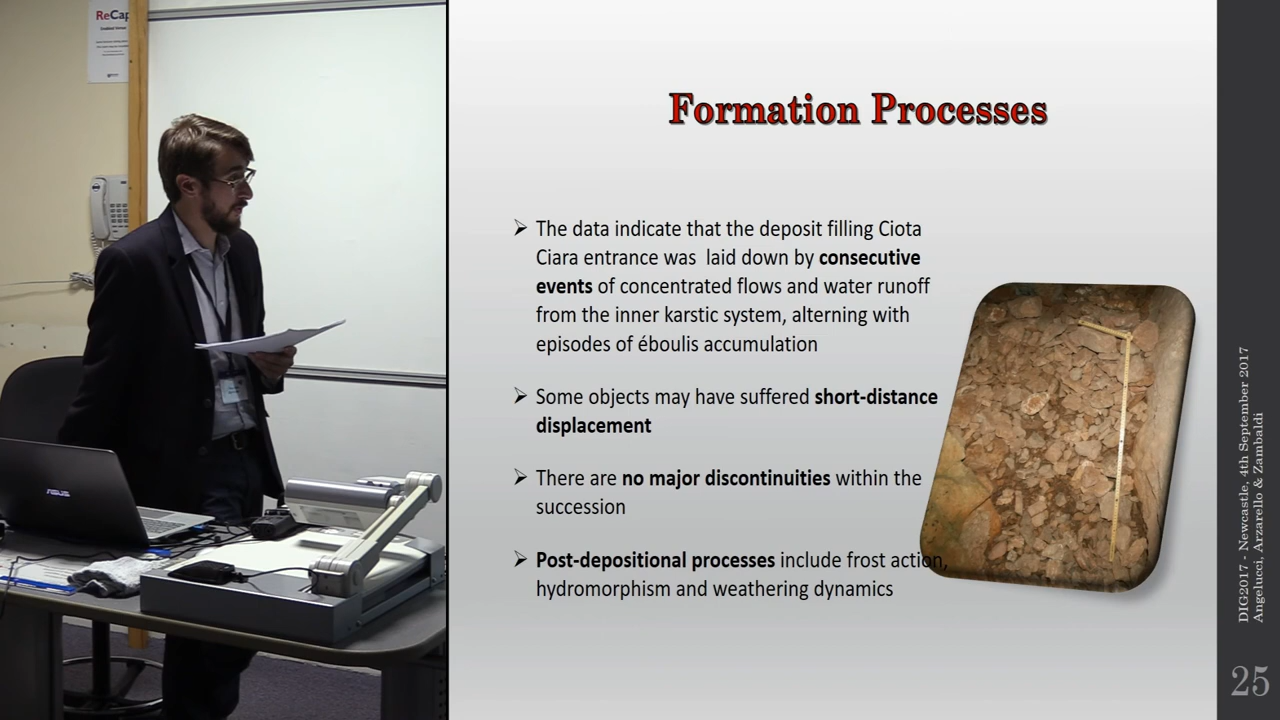 ReCap
Formation Processes
The data indicate that the deposit filling Ciota
Ciara entrance was laid down by consecutive
events of concentrated flows and water runoff
from the inner karstic system, alterning with
episodes of éboulis accumulation
Some objects may have suffered short-distance
displacement
There are no major discontinuities within the
succession
Post-depositional processes include frost action,
hydromorphism and weathering dynamics
DIG2017 - Newcastle, 4th September 2017
Angelucci, Arzarello & Zambaldi
25
ASUS